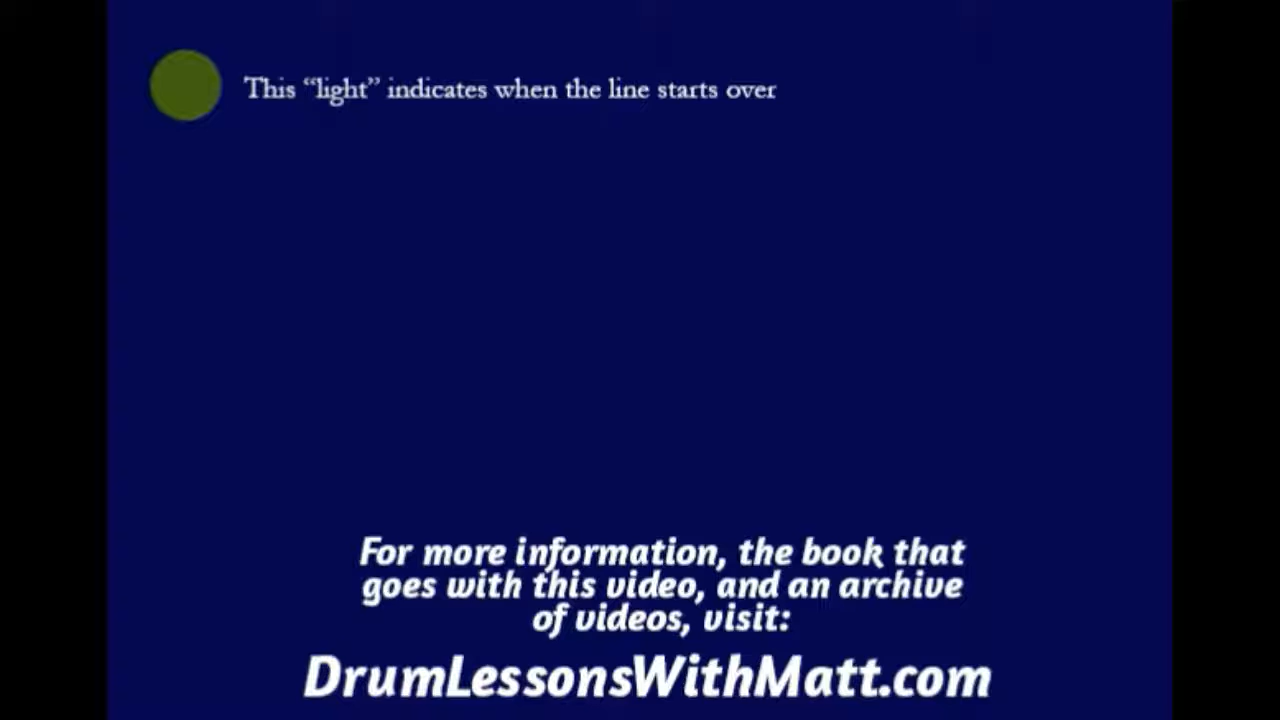 This “light” indicates when the line starts over
For more information, the book that
goes with this video, and an archive
of videos, visit:
DrumLessonsWithMatt.com